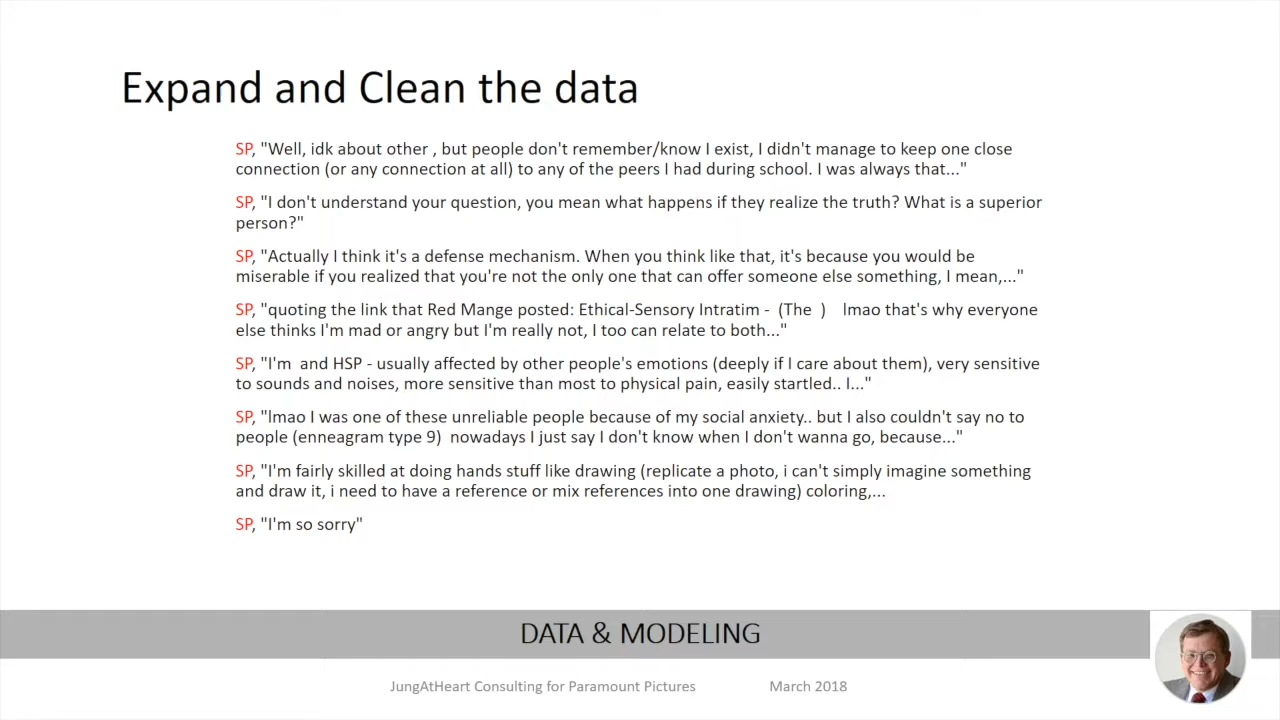 Expand and Clean the data
SP, "Well, idk about other , but people don't remember/know I exist, I didn't manage to keep one close
connection (or any connection at all) to any of the peers I had during school. I was always that..."
SP, "I don't understand your question, you mean what happens if they realize the truth? What is a superior
person?"
SP, "Actually I think it's a defense mechanism. When you think like that, it's because you would be
miserable if you realized that you're not the only one that can offer someone else something, I mean,..."
SP, "quoting the link that Red Mange posted: Ethical-Sensory Intratim - (The ) lmao that's why everyone
else thinks I'm mad or angry but I'm really not, I too can relate to both..."
SP, "I'm and HSP - usually affected by other people's emotions (deeply if I care about them), very sensitive
to sounds and noises, more sensitive than most to physical pain, easily startled.. I..."
SP, "lmao I was one of these unreliable people because of my social anxiety.. but I also couldn't say no to
people (enneagram type 9) nowadays I just say I don't know when I don't wanna go, because..."
SP, "I'm fairly skilled at doing hands stuff like drawing (replicate a photo, i can't simply imagine something
and draw it, i need to have a reference or mix references into one drawing) coloring,...
SP, "I'm so sorry"
DATA & MODELING
JungAtHeart Consulting for Paramount Pictures March 2018